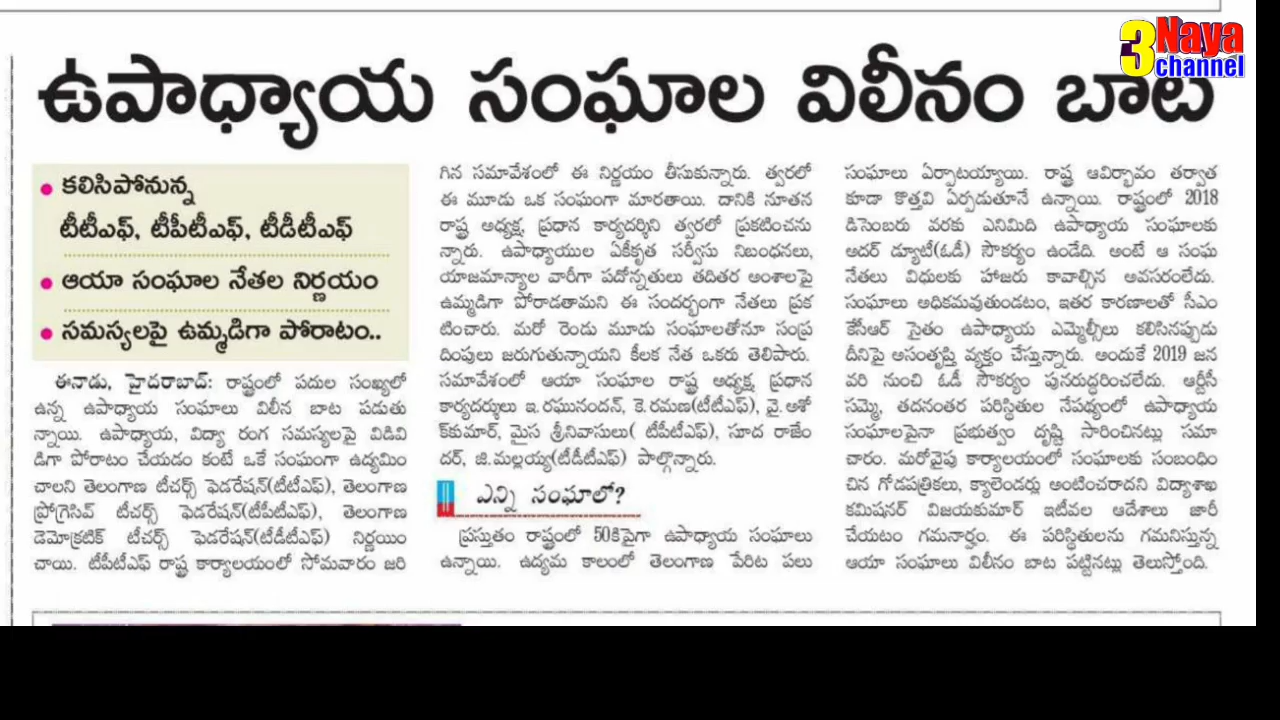 3 Naya
channel
ఉపాధ్యాయ సంఘాల విలీనం బాట
• కలిసిపోనున్న
టీటీఎఫ్, టీపీటీఎఫ్, టీడీటీఎఫ్
• ఆయా సంఘాల నేతల నిర్ణయం
• సమస్యలపై ఉమ్మడిగా పోరాటం..
ఈనాడు, హైదరాబాద్: రాష్ట్రంలో పదుల సంఖ్యలో
ఉన్న ఉపాధ్యాయ సంఘాలు విలీన బాట పడుతు
న్నాయి. ఉపాధ్యాయ, విద్యా రంగ సమస్యలపై విడివి
డిగా పోరాటం చేయడం కంటే ఒకే సంఘంగా ఉద్యమిం
చాలని తెలంగాణ టీచర్స్ ఫెడరేషన్(టీటీఎఫ్), తెలంగాణ
ప్రోగ్రెసివ్ టీచర్స్ ఫెడరేషన్(టీపీటీఎఫ్), తెలంగాణ
డెమోక్రటిక్ టీచర్స్ ఫెడరేషన్(టీడీటీఎఫ్) నిర్ణయిం
చాయి. టీపీటీఎఫ్ రాష్ట్ర కార్యాలయంలో సోమవారం జరి
గిన సమావేశంలో ఈ నిర్ణయం తీసుకున్నారు. త్వరలో
ఈ మూడు ఒక సంఘంగా మారతాయి. దానికి నూతన
రాష్ట్ర అధ్యక్ష, ప్రధాన కార్యదర్శిని త్వరలో ప్రకటించను
న్నారు. ఉపాధ్యాయుల ఏకీకృత సర్వీసు నిబంధనలు,
యాజమాన్యాల వారీగా పదోన్నతులు తదితర అంశాలపై
ఉమ్మడిగా పోరాడతామని ఈ సందర్భంగా నేతలు ప్రక
టించారు. మరో రెండు మూడు సంఘాలతోనూ సంప్ర
దింపులు జరుగుతున్నాయని కీలక నేత ఒకరు తెలిపారు.
సమావేశంలో ఆయా సంఘాల రాష్ట్ర అధ్యక్ష ప్రధాన
కార్యదర్శులు ఇ.రఘునందన్, కె.రమణ(టీటీఎఫ్), వై.అశో
క్‌కుమార్, మైస శ్రీనివాసులు( టీపీటీఎఫ్), సూద రాజేం
దర్, జి.మల్లయ్య(టీడీటీఎఫ్) పాల్గొన్నారు.
ఎన్ని సంఘాలో?
ప్రస్తుతం రాష్ట్రంలో 50కిపైగా ఉపాధ్యాయ సంఘాలు
ఉన్నాయి. ఉద్యమ కాలంలో తెలంగాణ పేరిట పలు
సంఘాలు ఏర్పాటయ్యాయి. రాష్ట్ర ఆవిర్భావం తర్వాత
కూడా కొత్తవి ఏర్పడుతూనే ఉన్నాయి. రాష్ట్రంలో 2018
డిసెంబరు వరకు ఎనిమిది ఉపాధ్యాయ సంఘాలకు
అదర్ డ్యూటీ(ఓడీ) సౌకర్యం ఉండేది. అంటే ఆ సంఘ
నేతలు విధులకు హాజరు కావాల్సిన అవసరంలేదు.
సంఘాలు అధికమవుతుండటం, ఇతర కారణాలతో సీఎం
కేసీఆర్ సైతం ఉపాధ్యాయ ఎమ్మెల్సీలు కలిసినప్పుడు
దీనిపై అసంతృప్తి వ్యక్తం చేస్తున్నారు. అందుకే 2019 జన
వరి నుంచి ఓడీ సౌకర్యం పునరుద్ధరించలేదు. ఆర్టీసీ
సమ్మె, తదనంతర పరిస్థితుల నేపథ్యంలో ఉపాధ్యాయ
సంఘాలపైనా ప్రభుత్వం దృష్టి సారించినట్లు సమా
చారం. మరోవైపు కార్యాలయంలో సంఘాలకు సంబంధిం
చిన గోడపత్రికలు, క్యాలెండర్లు అంటించరాదని విద్యాశాఖ
కమిషనర్ విజయకుమార్ ఇటీవల ఆదేశాలు జారీ
చేయటం గమనార్హం. ఈ పరిస్థితులను గమనిస్తున్న
ఆయా సంఘాలు విలీనం బాట పట్టినట్లు తెలుస్తోంది.